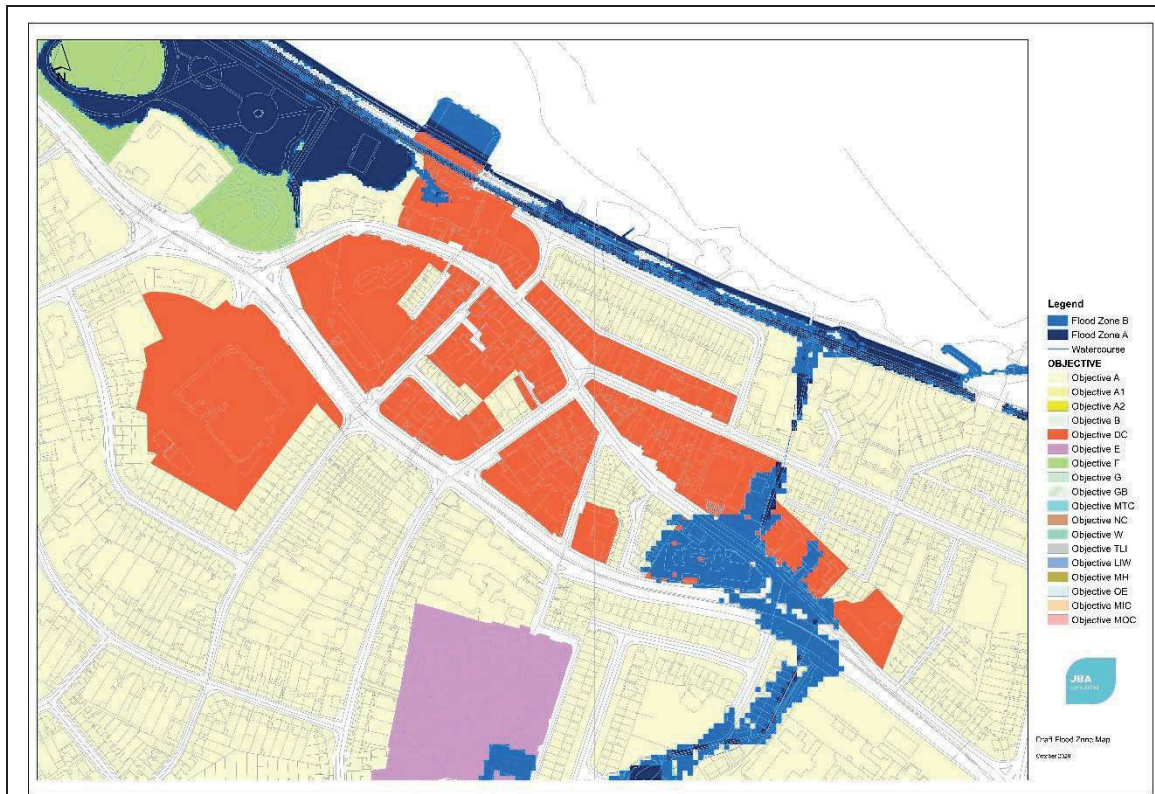 Legend
Flood Zone B
Flood Zone A
Watercourse
OBJECTIVE
Objective A
Objective A1
Objective A2
Objective B
Objective DC
Objective E
Objective F
Objective G
Objective GB
Objective MTC
Objective NC
Objective W
Objective TLI
Objective LIW
Objective MH
Objective OE
Objective MIC
Objective MOC
JBA
consulting
Draft Flood Zone Map
October 2020
N